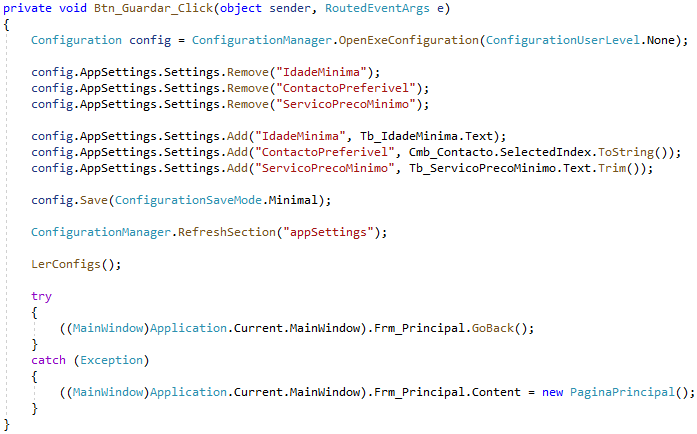 private void Btn_Guardar_Click(object sender, RoutedEventArgs e)
{
    Configuration config = ConfigurationManager.OpenExeConfiguration(ConfigurationUserLevel.None);

    config.AppSettings.Settings.Remove("IdadeMinima");
    config.AppSettings.Settings.Remove("ContactoPreferivel");
    config.AppSettings.Settings.Remove("ServicoPrecoMinimo");

    config.AppSettings.Settings.Add("IdadeMinima", Tb_IdadeMinima.Text);
    config.AppSettings.Settings.Add("ContactoPreferivel", Cmb_Contacto.SelectedIndex.ToString());
    config.AppSettings.Settings.Add("ServicoPrecoMinimo", Tb_ServicoPrecoMinimo.Text.Trim());

    config.Save(ConfigurationSaveMode.Minimal);

    ConfigurationManager.RefreshSection("appSettings");

    LerConfigs();

    try
    {
        ((MainWindow)Application.Current.MainWindow).Frm_Principal.GoBack();
    }
    catch (Exception)
    {
        ((MainWindow)Application.Current.MainWindow).Frm_Principal.Content = new PaginaPrincipal();
    }
}